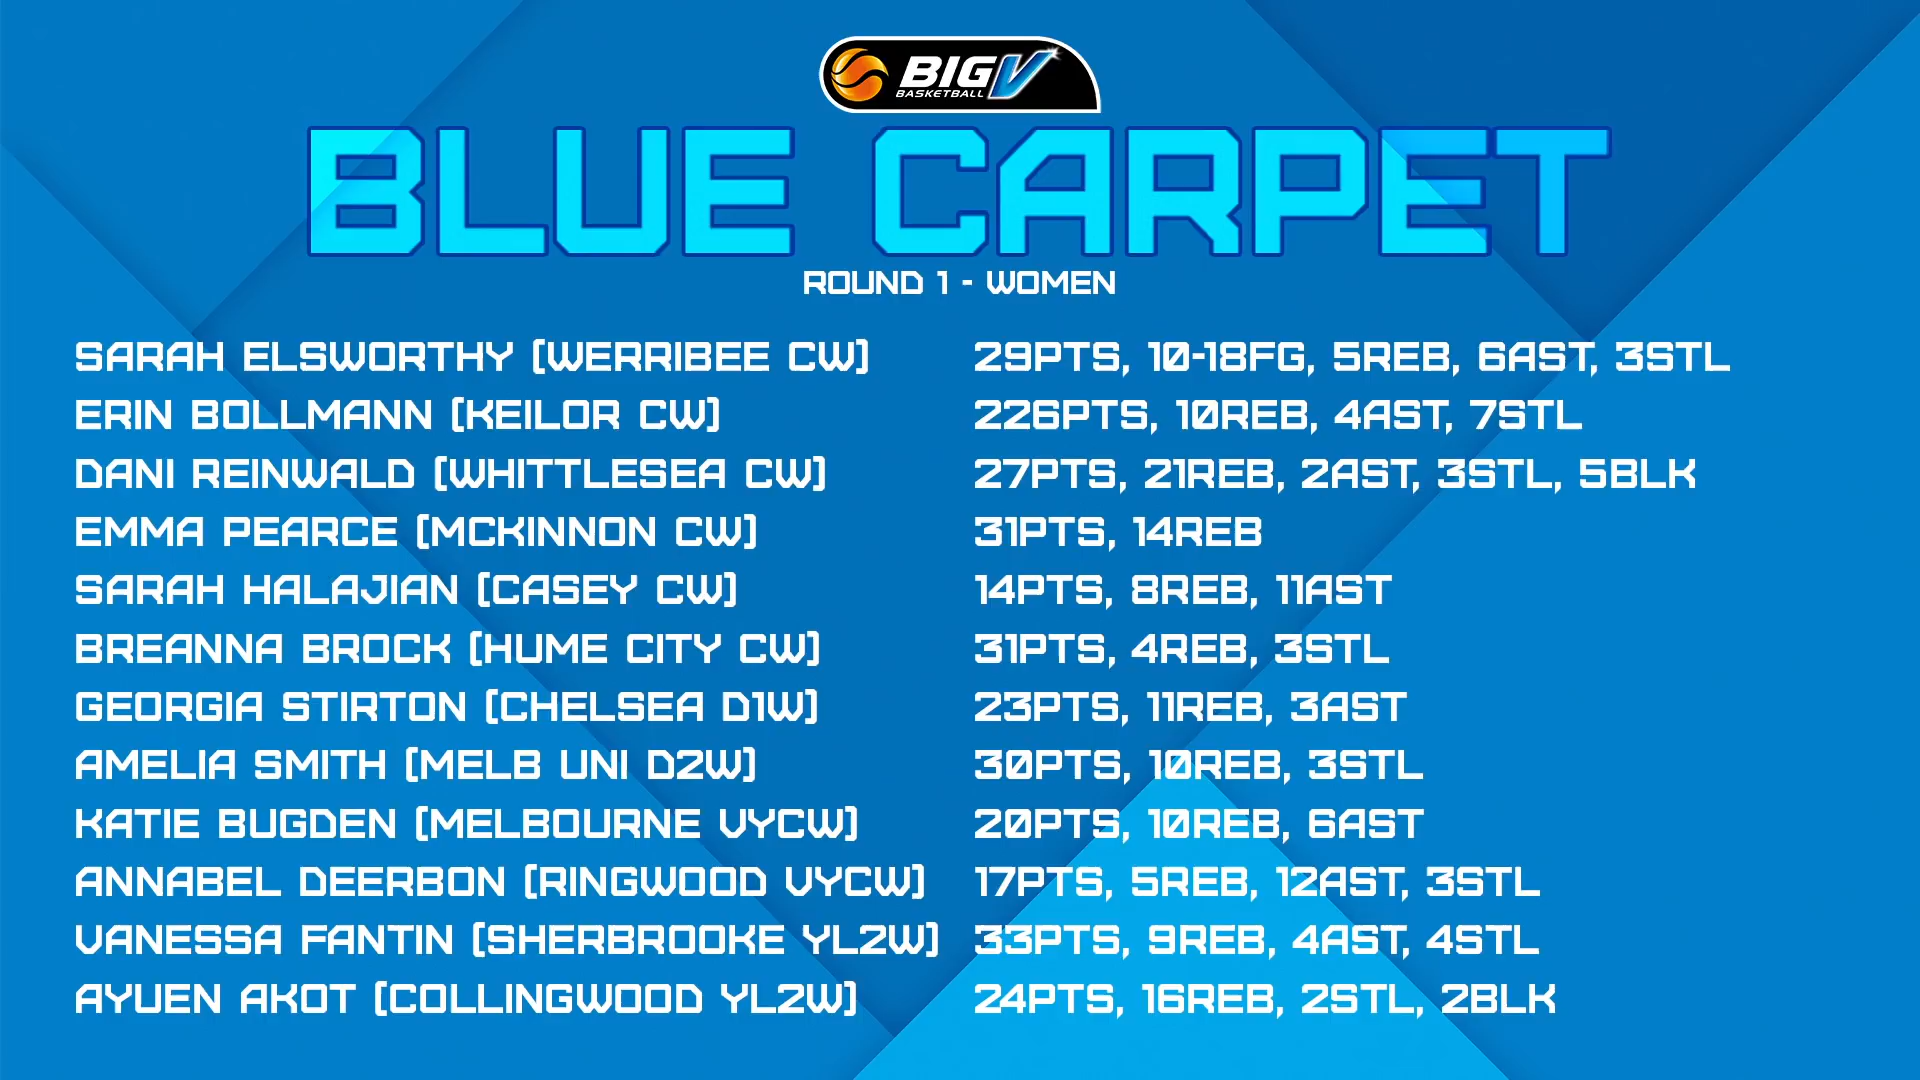 BIGV
BASKETBALL
BLUE CARPET
ROUND 1 - WOMEN
SARAH ELSWORTHY (WERRIBEE CW) 29PTS, 10-18FG, 5REB, 6AST, 3STL
ERIN BOLLMANN (KEILOR CW) 226PTS, 10REB, 4AST, 7STL
DANI REINWALD (WHITTLESEA CW) 27PTS, 21REB, 2AST, 3STL, 5BLK
EMMA PEARCE (MCKINNON CW) 31PTS, 14REB
SARAH HALAJIAN (CASEY CW) 14PTS, 8REB, 11AST
BREANNA BROCK (HUME CITY CW) 31PTS, 4REB, 3STL
GEORGIA STIRTON (CHELSEA D1W) 23PTS, 11REB, 3AST
AMELIA SMITH (MELB UNI D2W) 30PTS, 10REB, 3STL
KATIE BUGDEN (MELBOURNE VYCW) 20PTS, 10REB, 6AST
ANNABEL DEERBON (RINGWOOD VYCW) 17PTS, 5REB, 12AST, 3STL
VANESSA FANTIN (SHERBROOKE YL2W) 33PTS, 9REB, 4AST, 4STL
AYUEN AKOT (COLLINGWOOD YL2W) 24PTS, 16REB, 2STL, 2BLK